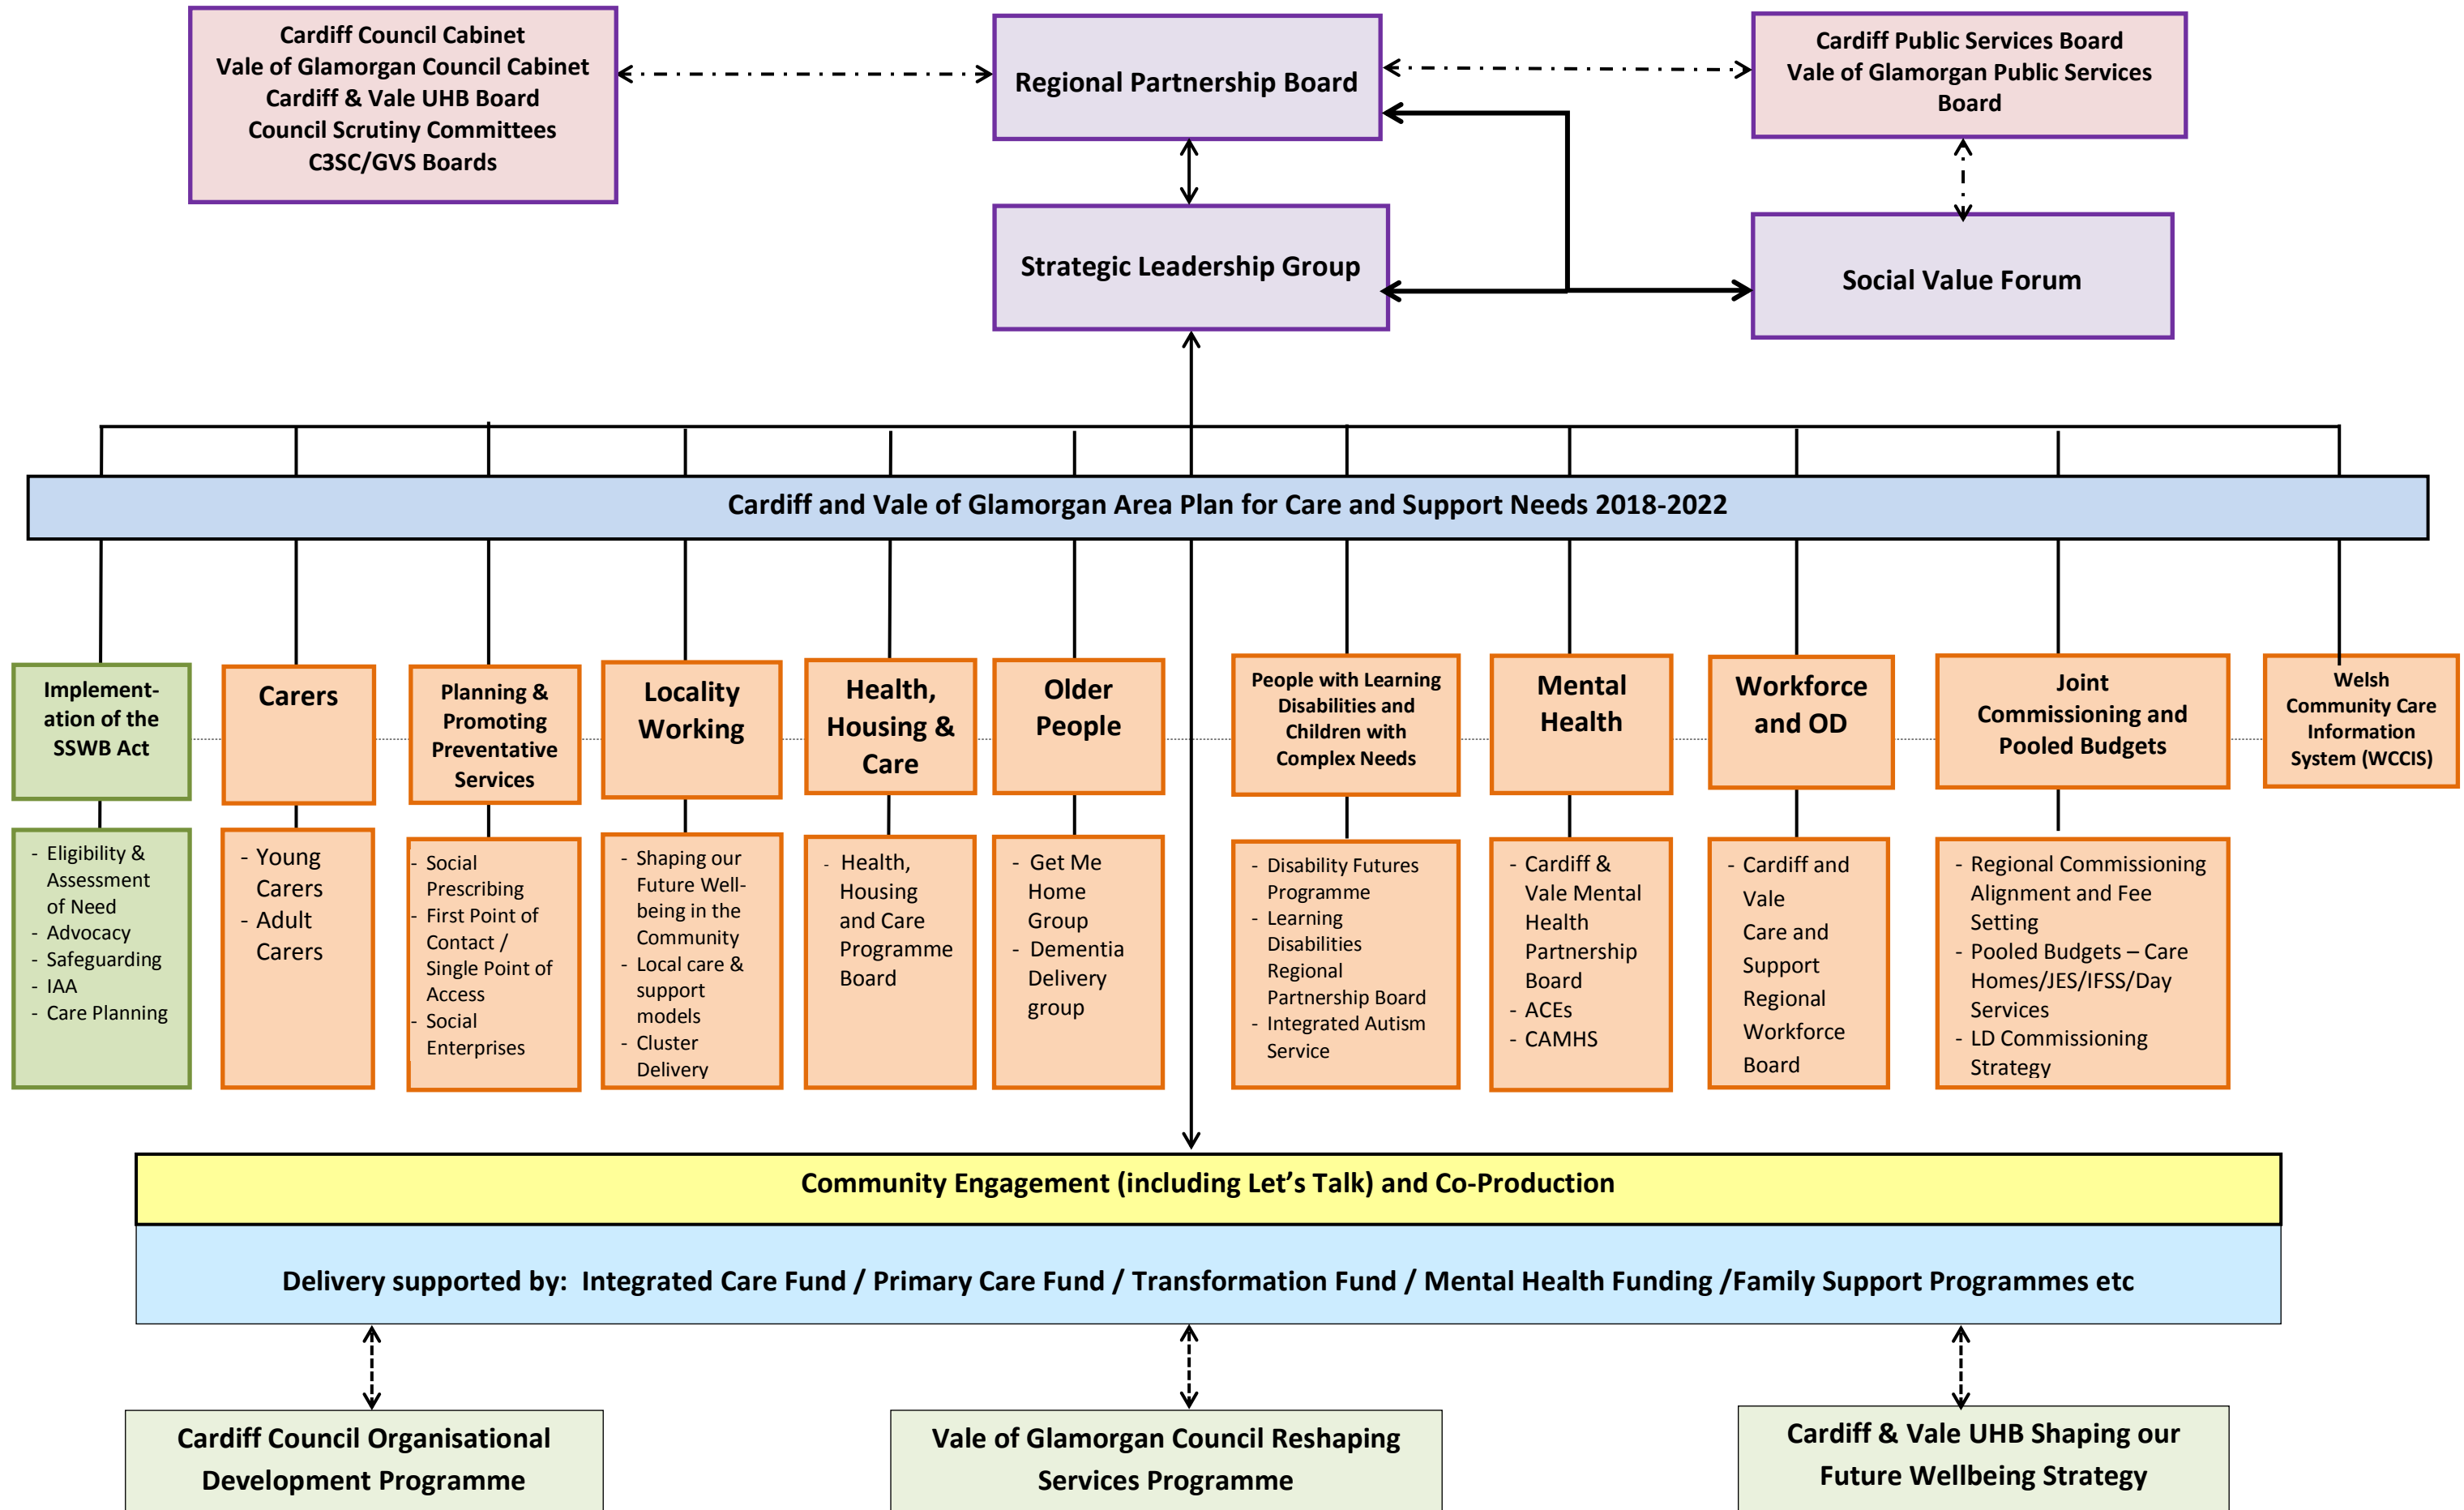 Cardiff Council Cabinet
Vale of Glamorgan Council Cabinet
Cardiff & Vale UHB Board
Council Scrutiny Committees
C3SC/GVS Boards
Regional Partnership Board
Cardiff Public Services Board
Vale of Glamorgan Public Services
Board
Strategic Leadership Group
Social Value Forum
Cardiff and Vale of Glamorgan Area Plan for Care and Support Needs 2018-2022
Implement-
ation of the
SSWB Act
Carers
Planning &
Promoting
Preventative
Services
Locality
Working
Health,
Housing &
Care
Older
People
People with Learning
Disabilities and
Children with
Complex Needs
Mental
Health
Workforce
and OD
Joint
Commissioning and
Pooled Budgets
Welsh
Community Care
Information
System (WCCIS)
- Eligibility &
Assessment
of Need
- Advocacy
- Safeguarding
- IAA
- Care Planning
- Young
Carers
- Adult
Carers
- Social
Prescribing
- First Point of
Contact /
Single Point of
Access
- Social
Enterprises
- Shaping our
Future Well-
being in the
Community
- Local care &
support
models
- Cluster
Delivery
- Health,
Housing
and Care
Programme
Board
- Get Me
Home
Group
- Dementia
Delivery
group
- Disability Futures
Programme
- Learning
Disabilities
Regional
Partnership Board
- Integrated Autism
Service
- Cardiff &
Vale Mental
Health
Partnership
Board
- ACEs
- CAMHS
- Cardiff and
Vale
Care and
Support
Regional
Workforce
Board
- Regional Commissioning
Alignment and Fee
Setting
- Pooled Budgets – Care
Homes/JES/IFSS/Day
Services
- LD Commissioning
Strategy
Community Engagement (including Let’s Talk) and Co-Production
Delivery supported by: Integrated Care Fund / Primary Care Fund / Transformation Fund / Mental Health Funding /Family Support Programmes etc
Cardiff Council Organisational
Development Programme
Vale of Glamorgan Council Reshaping
Services Programme
Cardiff & Vale UHB Shaping our
Future Wellbeing Strategy